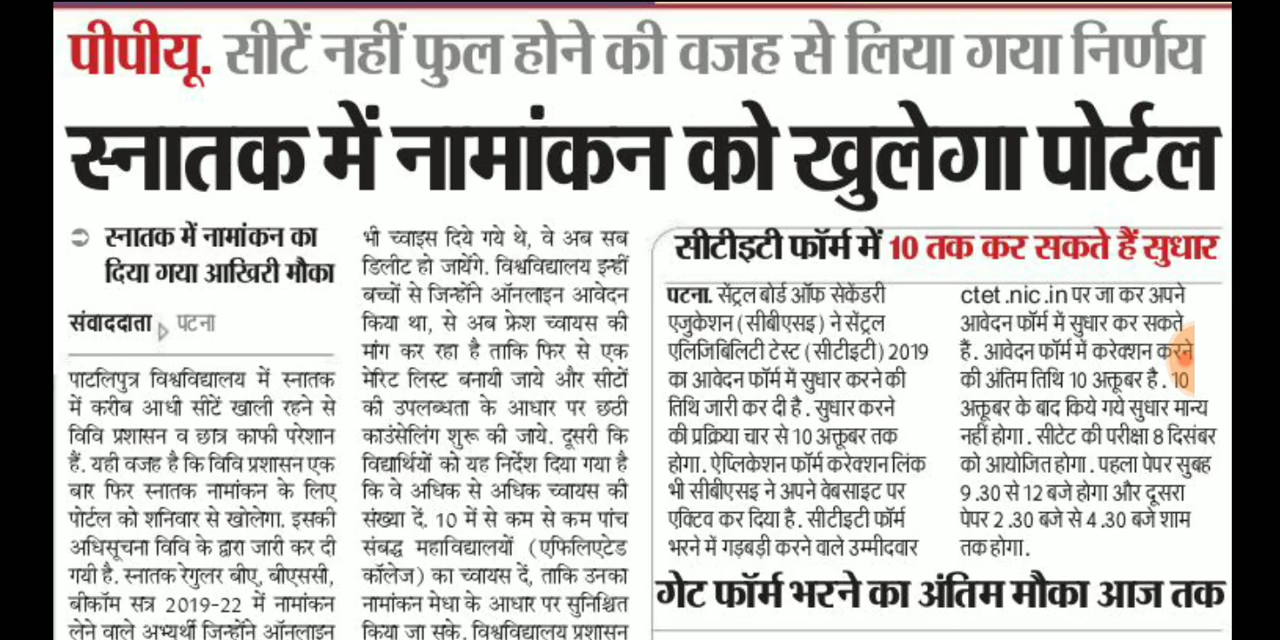 पीपीयू. सीटें नहीं फुल होने की वजह से लिया गया निर्णय
स्नातक में नामांकन को खुलेगा पोर्टल
स्नातक में नामांकन का
दिया गया आखिरी मौका
संवाददाता पटना
पाटलिपुत्र विश्वविद्यालय में स्नातक
में करीब आधी सीटें खाली रहने से
विवि प्रशासन व छात्र काफी परेशान
हैं. यही वजह है कि विवि प्रशासन एक
बार फिर स्नातक नामांकन के लिए
पोर्टल को शनिवार से खोलेगा. इसकी
अधिसूचना विवि के द्वारा जारी कर दी
गयी है. स्नातक रेगुलर बीए, बीएससी,
बीकॉम सत्र 2019-22 में नामांकन
लेने वाले अभ्यर्थी जिन्होंने ऑनलाइन
भी च्वाइस दिये गये थे, वे अब सब
डिलीट हो जायेंगे. विश्वविद्यालय इन्हीं
बच्चों से जिन्होंने ऑनलाइन आवेदन
किया था, से अब फ्रेश च्वायस की
मांग कर रहा है ताकि फिर से एक
मेरिट लिस्ट बनायी जाये और सीटों
की उपलब्धता के आधार पर छठी
काउंसेलिंग शुरू की जाये. दूसरी कि
विद्यार्थियों को यह निर्देश दिया गया है
कि वे अधिक से अधिक च्वायस की
संख्या दें. 10 में से कम से कम पांच
संबद्ध महाविद्यालयों (एफिलिएटेड
कॉलेज) का च्वायस दें, ताकि उनका
नामांकन मेधा के आधार पर सुनिश्चित
किया जा सके. विश्वविद्यालय प्रशासन
सीटीइटी फॉर्म में 10 तक कर सकते हैं सुधार
पटना. सेंट्रल बोर्ड ऑफ सेकेंडरी
एजुकेशन (सीबीएसइ) ने सेंट्रल
एलिजिबिलिटी टेस्ट (सीटीइटी) 2019
का आवेदन फॉर्म में सुधार करने की
तिथि जारी कर दी है . सुधार करने
की प्रक्रिया चार से 10 अक्तूबर तक
होगा. ऐप्लिकेशन फॉर्म करेक्शन लिंक
भी सीबीएसइ ने अपने वेबसाइट पर
एक्टिव कर दिया है . सीटीइटी फॉर्म
भरने में गड़बड़ी करने वाले उम्मीदवार
ctet.nic.in पर जा कर अपने
आवेदन फॉर्म में सुधार कर सकते
हैं . आवेदन फॉर्म में करेक्शन करने
की अंतिम तिथि 10 अक्तूबर है . 10
अक्तूबर के बाद किये गये सुधार मान्य
नहीं होगा . सीटेट की परीक्षा 8 दिसंबर
को आयोजित होगा . पहला पेपर सुबह
9.30 से 12 बजे होगा और दूसरा
पेपर 2.30 बजे से 4.30 बजे शाम
तक होगा .
गेट फॉर्म भरने का अंतिम मौका आज तक